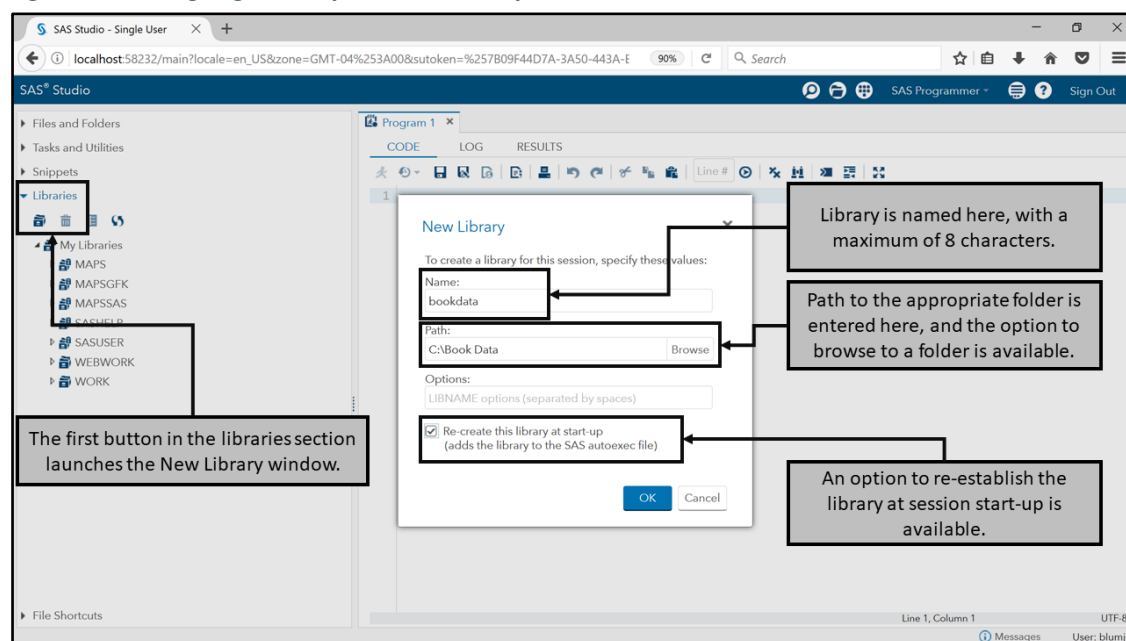 SAS Studio - Single User
localhost:58232/main?locale=en_US&zone=GMT-04%253A00&sutoken=%257B09F44D7A-3A50-443A-E
90%
Search
SAS® Studio
SAS Programmer
Sign Out
Files and Folders
Tasks and Utilities
Snippets
Libraries
My Libraries
MAPS
MAPSGFK
MAPSSAS
SASHELP
SASUSER
WEBWORK
WORK
File Shortcuts
Program 1
CODE LOG RESULTS
Line #
1
New Library
To create a library for this session, specify these values:
Name:
bookdata
Path:
C:\Book Data
Browse
Options:
LIBNAME options (separated by spaces)
Re-create this library at start-up
(adds the library to the SAS autoexec file)
OK
Cancel
Library is named here, with a
maximum of 8 characters.
Path to the appropriate folder is
entered here, and the option to
browse to a folder is available.
The first button in the libraries section
launches the New Library window.
An option to re-establish the
library at session start-up is
available.
Line 1, Column 1
UTF-8
Messages
User: blumi